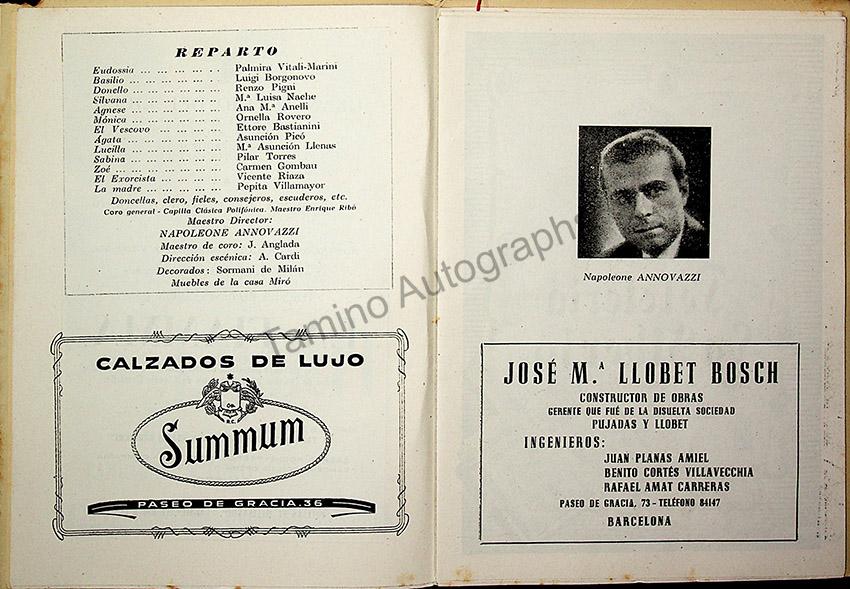 REPARTO
Eudossia ... ... ... ... .. Palmira Vitali-Marini
Basilio ... ... ... ... ... Luigi Borgonovo
Donello ... ... ... ... ... Renzo Pigni
Silvana ... ... ... ... ... M.ª Luisa Nache
Agnese ... ... ... ... ... Ana M.ª Anelli
Mónica ... ... ... ... ... Ornella Rovero
El Vescovo ... ... ... ... Ettore Bastianini
Ágata ... ... ... ... ... Asunción Picó
Lucilla ... ... ... ... ... M.ª Asunción Llenas
Sabina ... ... ... ... ... Pilar Torres
Zoé ... ... ... ... ... ... Carmen Gombau
El Exorcista ... ... ... ... Vicente Riaza
La madre ... ... ... ... Pepita Villamayor
Doncellas, clero, fieles, consejeros, escuderos, etc.
Coro general - Capilla Clásica Polifónica. Maestro Enrique Ribó
Maestro Director:
NAPOLEONE ANNOVAZZI
Maestro de coro: J. Anglada
Dirección escénica: A. Cardi
Decorados: Sormani de Milán
Muebles de la casa Miró
CALZADOS DE LUJO
R.C.
Summum
PASEO DE GRACIA.36
Napoleone ANNOVAZZI
JOSÉ M.ª LLOBET BOSCH
CONSTRUCTOR DE OBRAS
GERENTE QUE FUÉ DE LA DISUELTA SOCIEDAD
PUJADAS Y LLOBET
INGENIEROS:
JUAN PLANAS AMIEL
BENITO CORTÉS VILLAVECCHIA
RAFAEL AMAT CARRERAS
PASEO DE GRACIA, 73 - TELÉFONO 84147
BARCELONA
Tamino Autographs